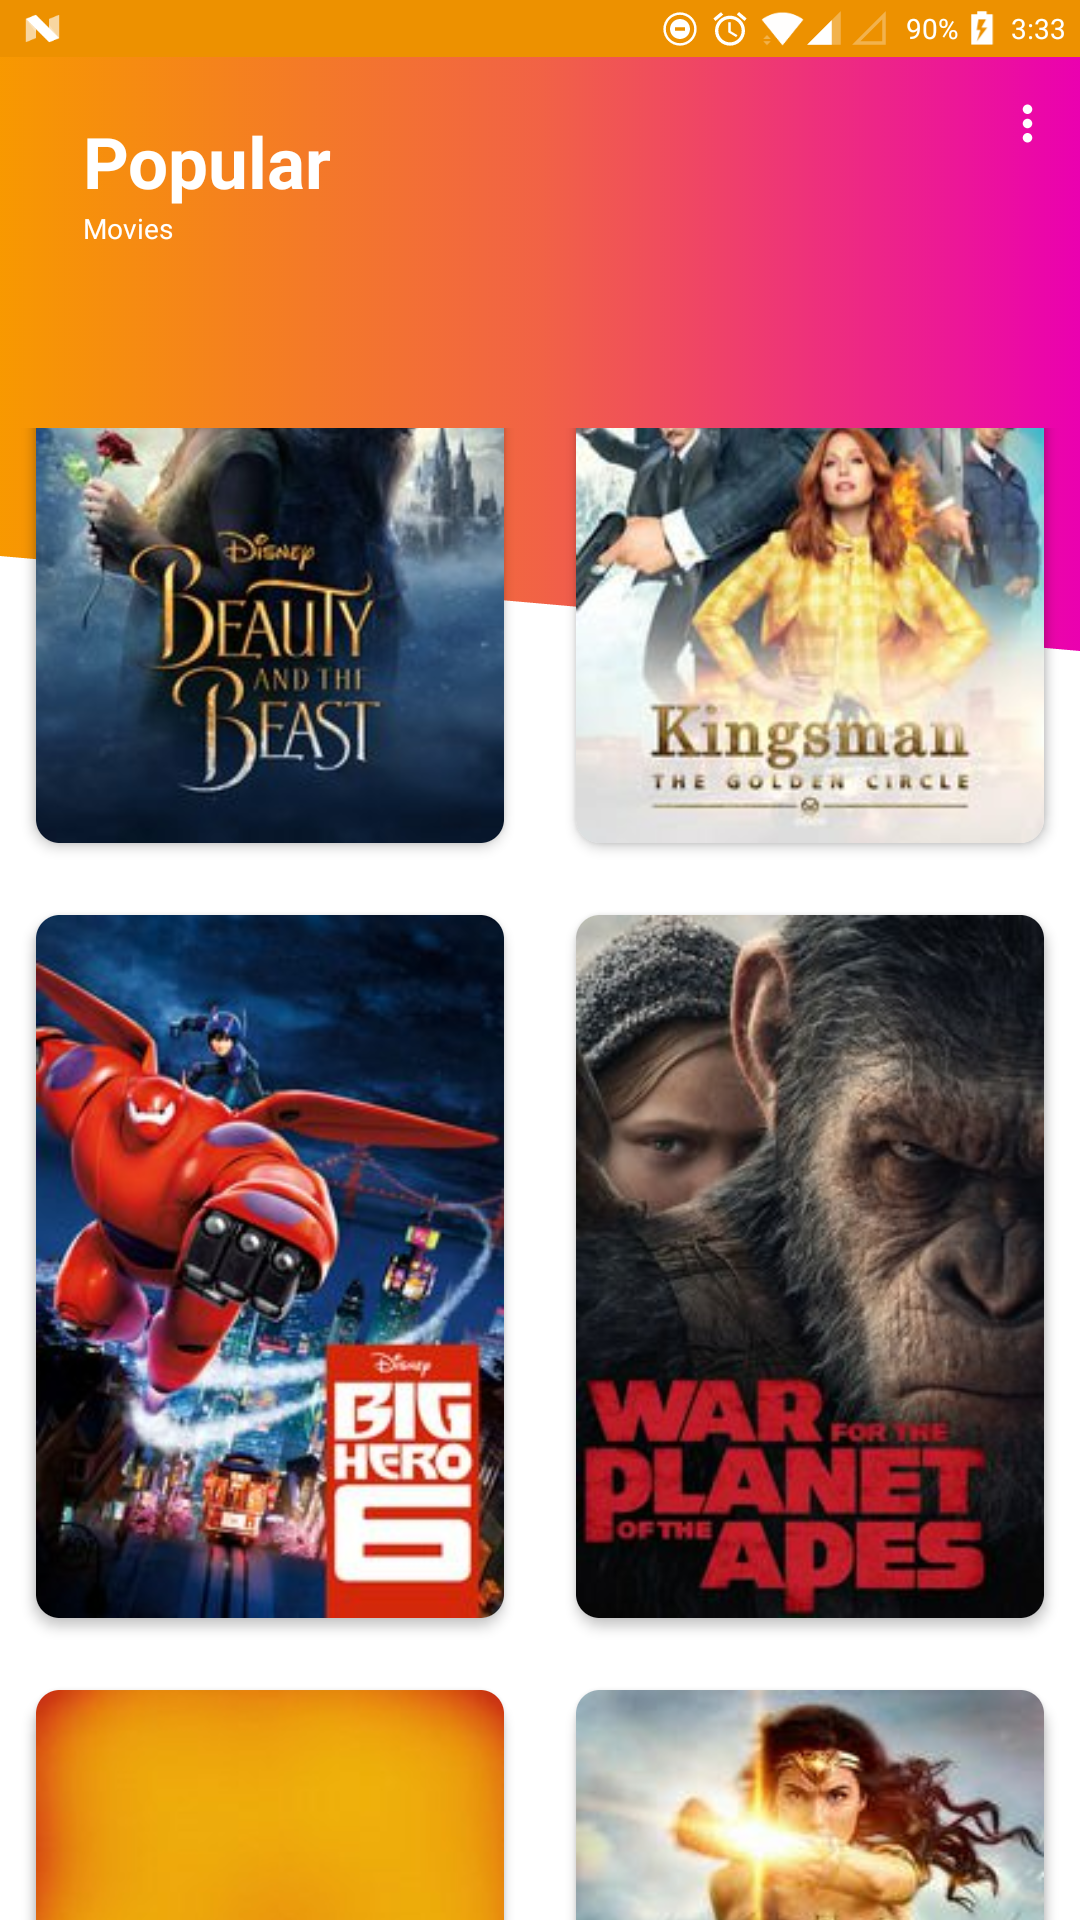 90% 3:33
Popular
Movies
Disney
BEAUTY
AND THE
BEAST
Kingsman
THE GOLDEN CIRCLE
Disney
BIG
HERO
6
WAR FOR THE
PLANET
OF THE APES